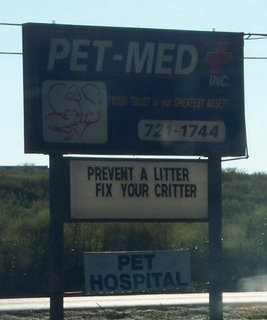 PET-MED
INC.
"YOUR TRUST is our GREATEST ASSET"
721-1744
PREVENT A LITTER
FIX YOUR CRITTER
PET
HOSPITAL